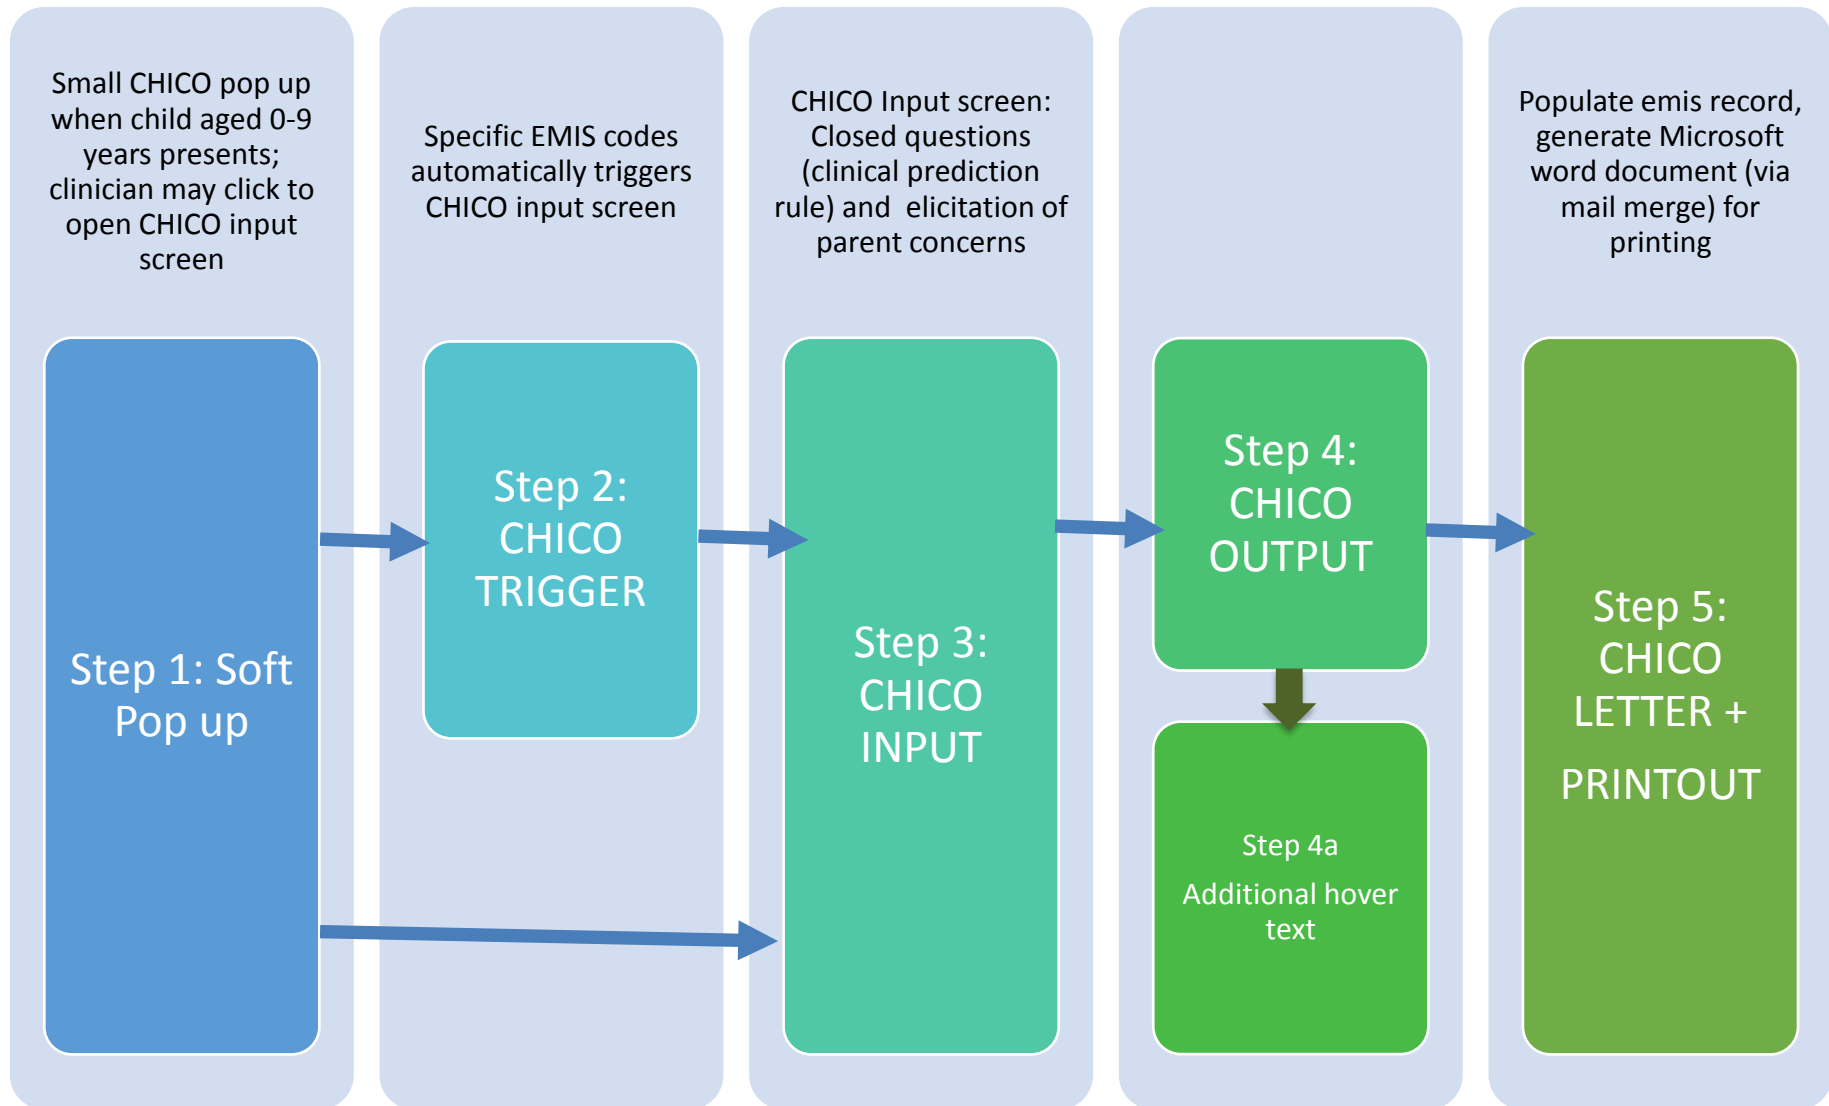 Small CHICO pop up
when child aged 0-9
years presents;
clinician may click to
open CHICO input
screen
Step 1: Soft
Pop up
Specific EMIS codes
automatically triggers
CHICO input screen
Step 2:
CHICO
TRIGGER
CHICO Input screen:
Closed questions
(clinical prediction
rule) and  elicitation of
parent concerns
Step 3:
CHICO
INPUT
Step 4:
CHICO
OUTPUT
Step 4a
Additional hover
text
Populate emis record,
generate Microsoft
word document (via
mail merge) for
printing
Step 5:
CHICO
LETTER +
PRINTOUT